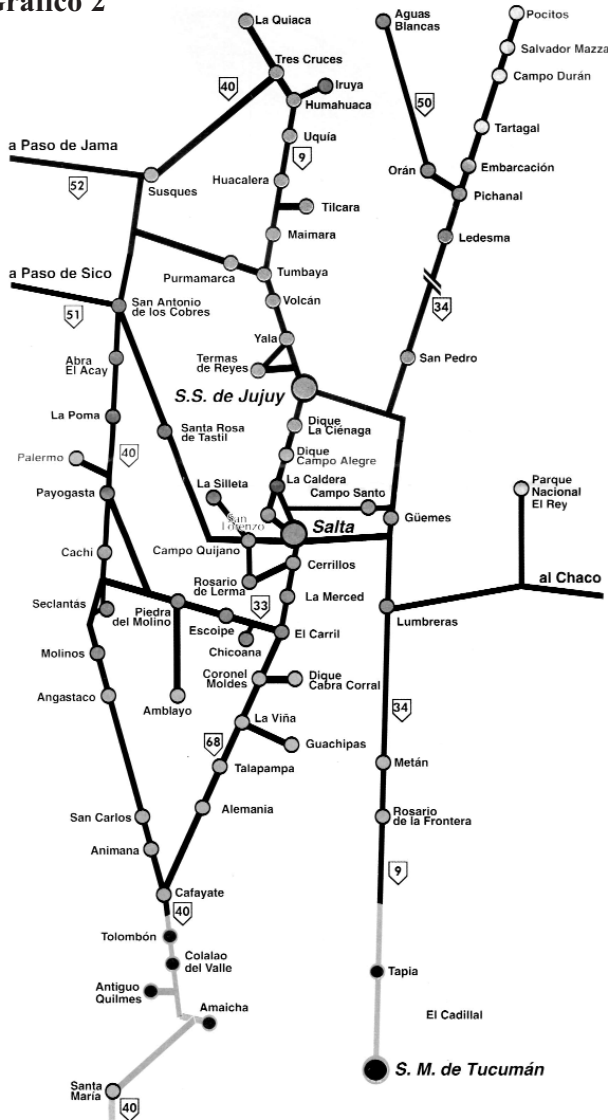 Gráfico 2
La Quiaca
Aguas
Blancas
Pocitos
Salvador Mazza
Campo Durán
Tres Cruces
40
Iruya
Humahuaca
50
Uquía
Tartagal
9
a Paso de Jama
52
Susques
Huacalera
Orán
Embarcación
Pichanal
Tilcara
Maimara
Ledesma
Purmamarca
Tumbaya
a Paso de Sico
51
San Antonio
de los Cobres
Volcán
34
Yala
Termas
de Reyes
San Pedro
Abra
El Acay
S.S. de Jujuy
La Poma
Santa Rosa
de Tastil
Dique
La Ciénaga
Dique
Campo Alegre
Palermo
40
La Caldera
La Silleta
Campo Santo
Parque
Nacional
El Rey
Payogasta
San
Lorenzo
Salta
Güemes
Campo Quijano
Cachi
Cerrillos
al Chaco
Rosario
de Lerma
La Merced
Seclantás
Piedra
del Molino
33
Lumbreras
Escoipe
El Carril
Chicoana
Molinos
Coronel
Moldes
Dique
Cabra Corral
Angastaco
Amblayo
34
La Viña
68
Guachipas
Talapampa
Metán
Alemania
San Carlos
Rosario
de la Frontera
Animana
9
Cafayate
40
Tolombón
Colalao
del Valle
Tapia
Antiguo
Quilmes
Amaicha
El Cadillal
S. M. de Tucumán
Santa
María
40